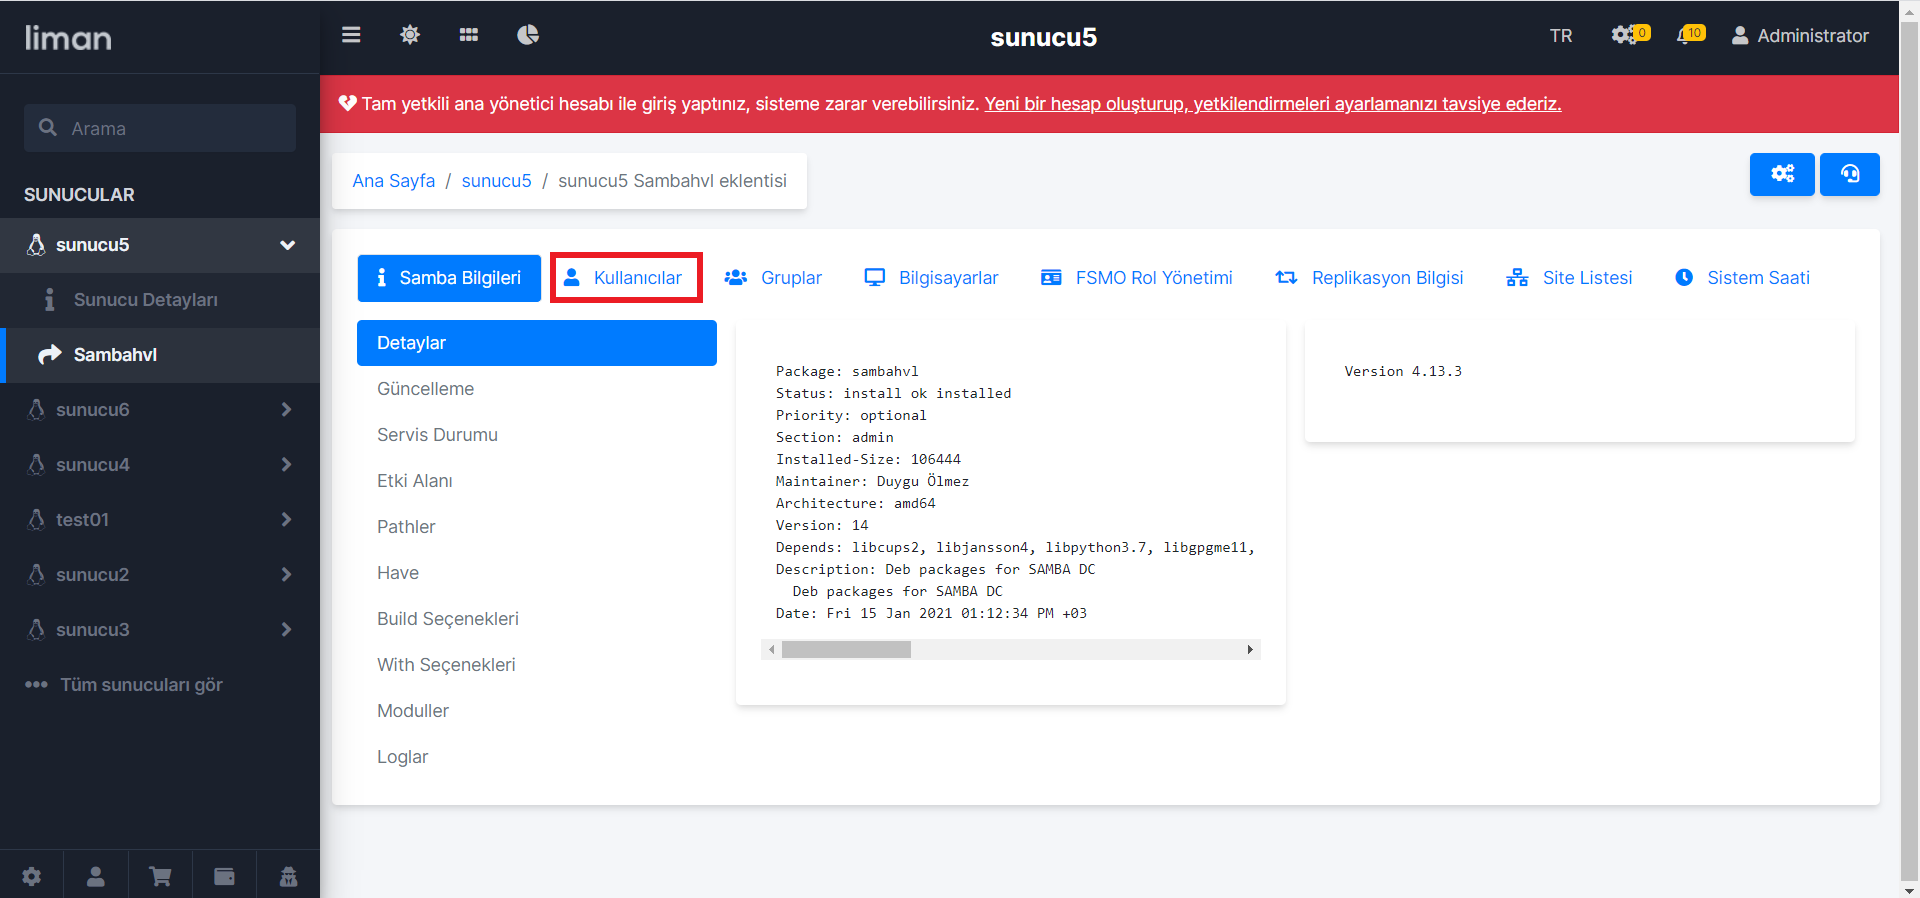 liman
sunucu5
TR
0
10
Administrator
Tam yetkili ana yönetici hesabı ile giriş yaptınız, sisteme zarar verebilirsiniz. Yeni bir hesap oluşturup, yetkilendirmeleri ayarlamanızı tavsiye ederiz.
Arama
SUNUCULAR
sunucu5
Sunucu Detayları
Sambahvl
sunucu6
sunucu4
test01
sunucu2
sunucu3
Tüm sunucuları gör
Ana Sayfa / sunucu5 / sunucu5 Sambahvl eklentisi
Samba Bilgileri
Kullanıcılar
Gruplar
Bilgisayarlar
FSMO Rol Yönetimi
Replikasyon Bilgisi
Site Listesi
Sistem Saati
Detaylar
Güncelleme
Servis Durumu
Etki Alanı
Pathler
Have
Build Seçenekleri
With Seçenekleri
Moduller
Loglar
Package: sambahvl
Status: install ok installed
Priority: optional
Section: admin
Installed-Size: 106444
Maintainer: Duygu Ölmez
Architecture: amd64
Version: 14
Depends: libcups2, libjansson4, libpython3.7, libgpgme11,
Description: Deb packages for SAMBA DC
Deb packages for SAMBA DC
Date: Fri 15 Jan 2021 01:12:34 PM +03
Version 4.13.3